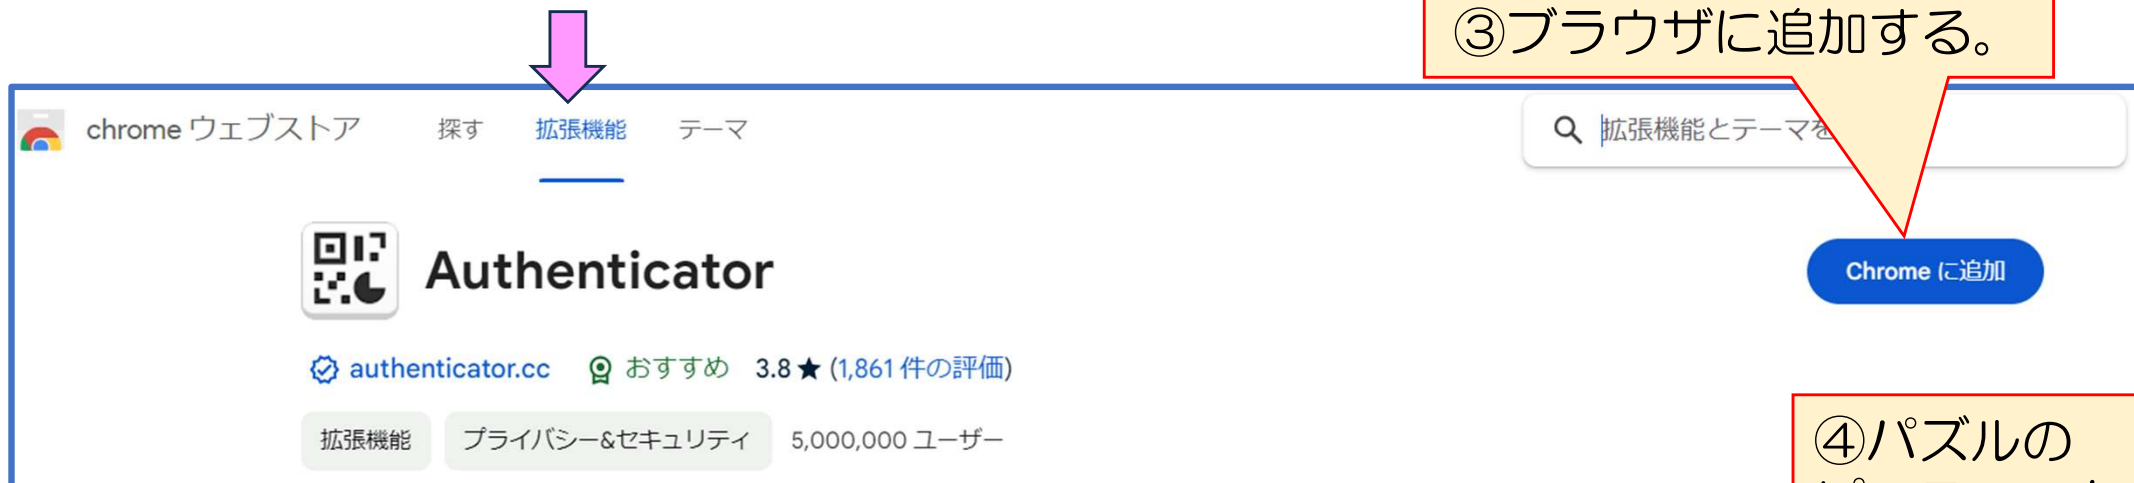 ③ブラウザに追加する。
chrome ウェブストア 探す 拡張機能 テーマ
拡張機能とテーマを
Authenticator
Chrome に追加
authenticator.cc おすすめ 3.8 ★ (1,861 件の評価)
拡張機能 プライバシー&セキュリティ 5,000,000 ユーザー
④パズルの